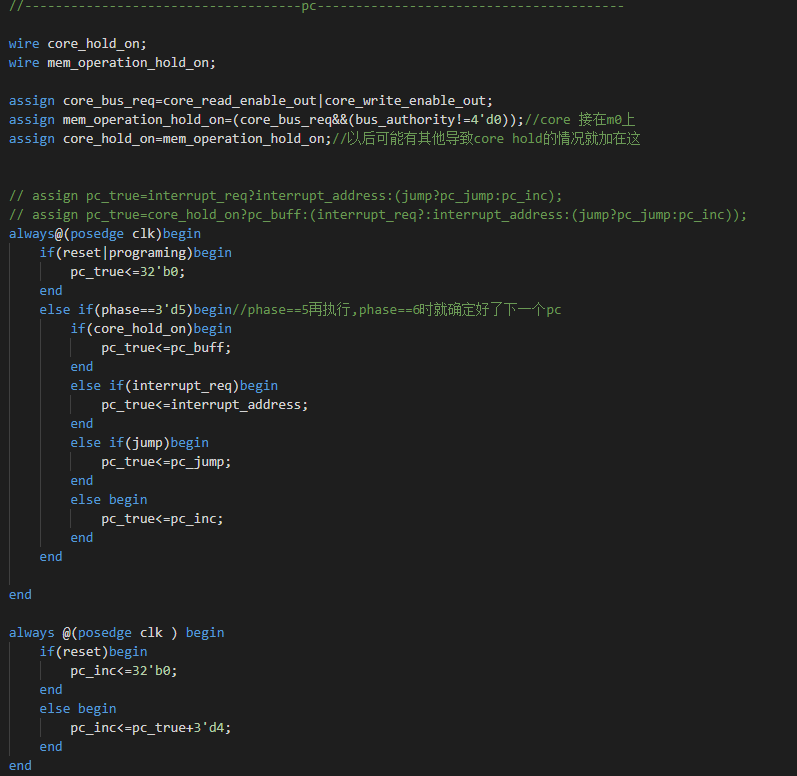 //------------------------------------pc----------------------------------------
wire core_hold_on;
wire mem_operation_hold_on;
assign core_bus_req=core_read_enable_out|core_write_enable_out;
assign mem_operation_hold_on=(core_bus_req&&(bus_authority!=4'd0));//core 接在m0上
assign core_hold_on=mem_operation_hold_on;//以后可能有其他导致core hold的情况就加在这
// assign pc_true=interrupt_req?interrupt_address:(jump?pc_jump:pc_inc);
// assign pc_true=core_hold_on?pc_buff:(interrupt_req?:interrupt_address:(jump?pc_jump:pc_inc));
always@(posedge clk)begin
    if(reset|programing)begin
        pc_true<=32'b0;
    end
    else if(phase==3'd5)begin//phase==5再执行,phase==6时就确定好了下一个pc
        if(core_hold_on)begin
            pc_true<=pc_buff;
        end
        else if(interrupt_req)begin
            pc_true<=interrupt_address;
        end
        else if(jump)begin
            pc_true<=pc_jump;
        end
        else begin
            pc_true<=pc_inc;
        end
    end
end
always @(posedge clk ) begin
    if(reset)begin
        pc_inc<=32'b0;
    end
    else begin
        pc_inc<=pc_true+3'd4;
    end
end